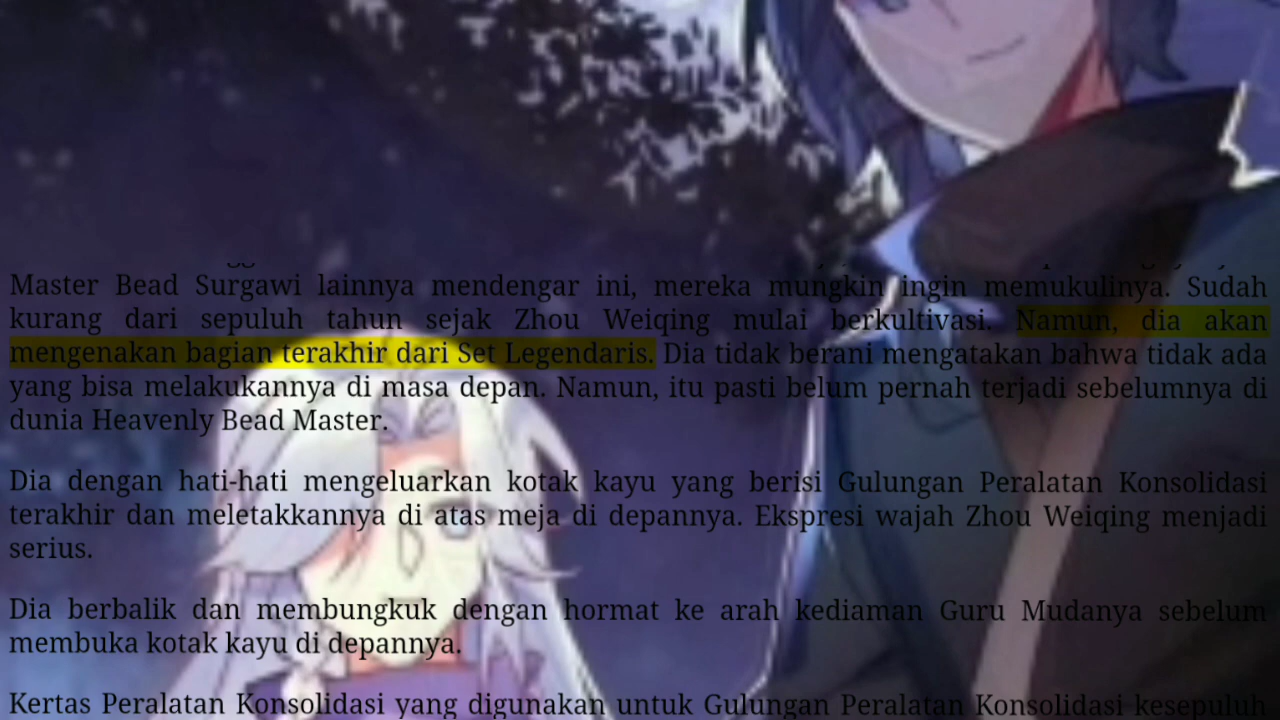 Master Bead Surgawi lainnya mendengar ini, mereka mungkin ingin memukulinya. Sudah
kurang dari sepuluh tahun sejak Zhou Weiqing mulai berkultivasi. Namun, dia akan
mengenakan bagian terakhir dari Set Legendaris. Dia tidak berani mengatakan bahwa tidak ada
yang bisa melakukannya di masa depan. Namun, itu pasti belum pernah terjadi sebelumnya di
dunia Heavenly Bead Master.
Dia dengan hati-hati mengeluarkan kotak kayu yang berisi Gulungan Peralatan Konsolidasi
terakhir dan meletakkannya di atas meja di depannya. Ekspresi wajah Zhou Weiqing menjadi
serius.
Dia berbalik dan membungkuk dengan hormat ke arah kediaman Guru Mudanya sebelum
membuka kotak kayu di depannya.
Kertas Peralatan Konsolidasi yang digunakan untuk Gulungan Peralatan Konsolidasi kesepuluh